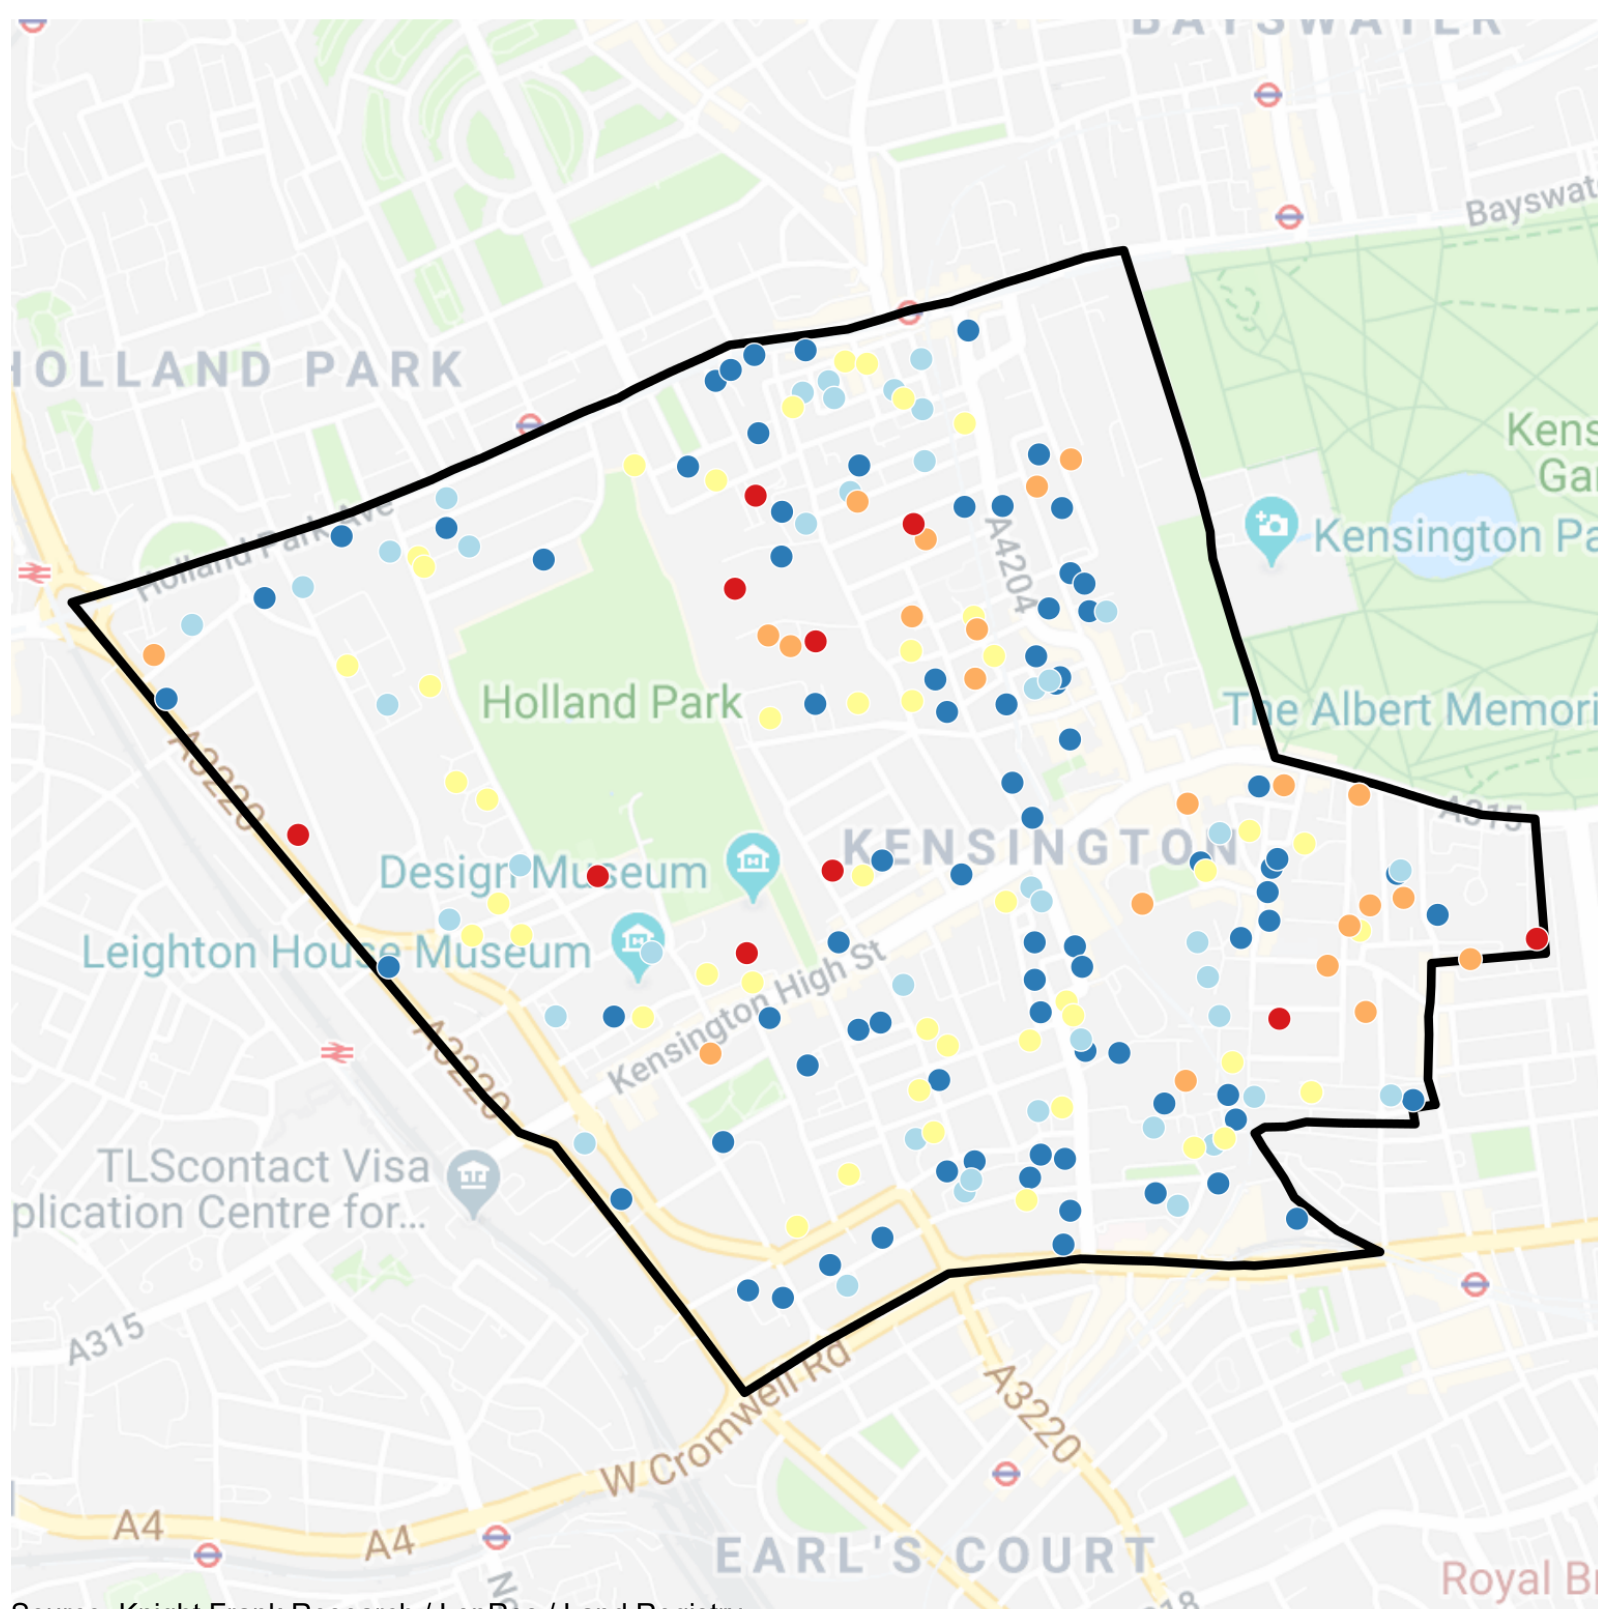 BAYSWATER
Bayswat
HOLLAND PARK
Holland Park Ave
Kens
Ga
Kensington Pa
A4204
Holland Park
The Albert Memori
A3220
A315
KENSINGTON
Design Museum
Leighton House Museum
Kensington High St
A3220
TLScontact Visa
plication Centre for...
A315
W Cromwell Rd
A3220
A4
A4
EARL'S COURT
Royal B